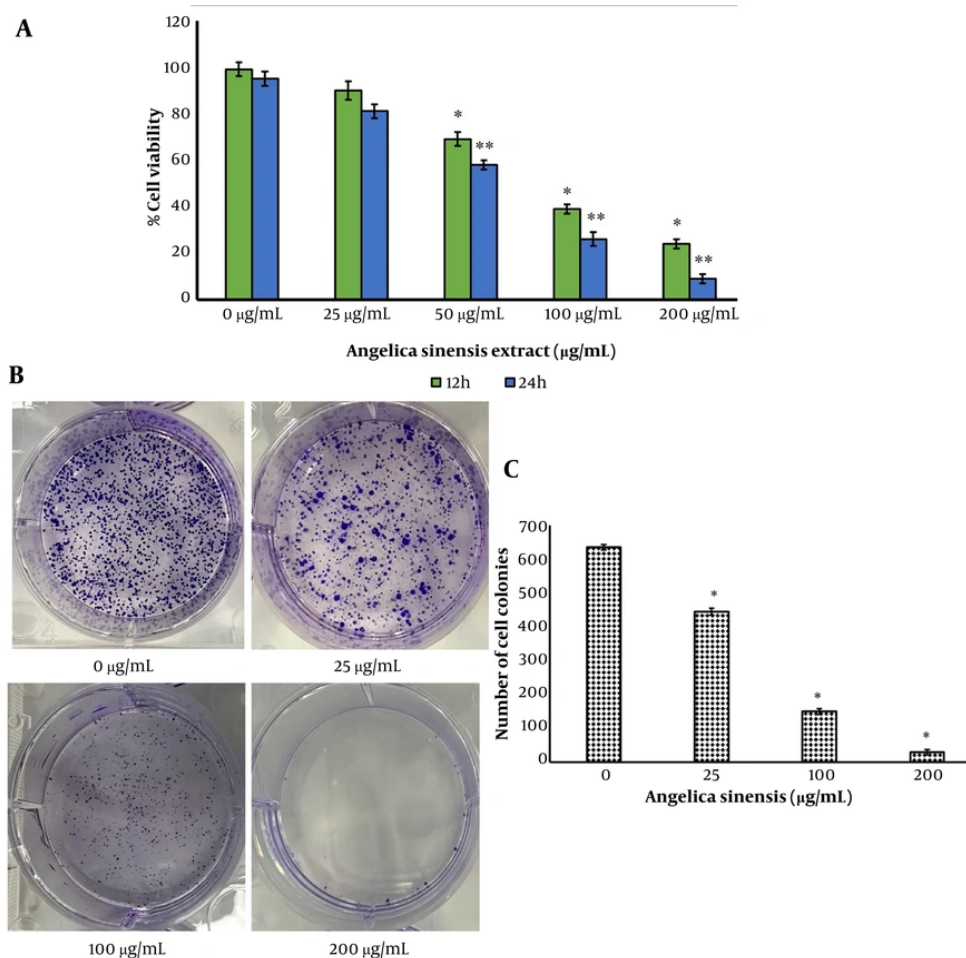 A
120
100
80
60
40
20
0
% Cell viability
*
**
*
**
*
**
0 μg/mL
25 μg/mL
50 μg/mL
100 μg/mL
200 μg/mL
Angelica sinensis extract (μg/mL)
12h
24h
B
0 μg/mL
25 μg/mL
100 μg/mL
200 μg/mL
C
700
600
500
400
300
200
100
0
Number of cell colonies
*
*
*
0
25
100
200
Angelica sinensis (μg/mL)